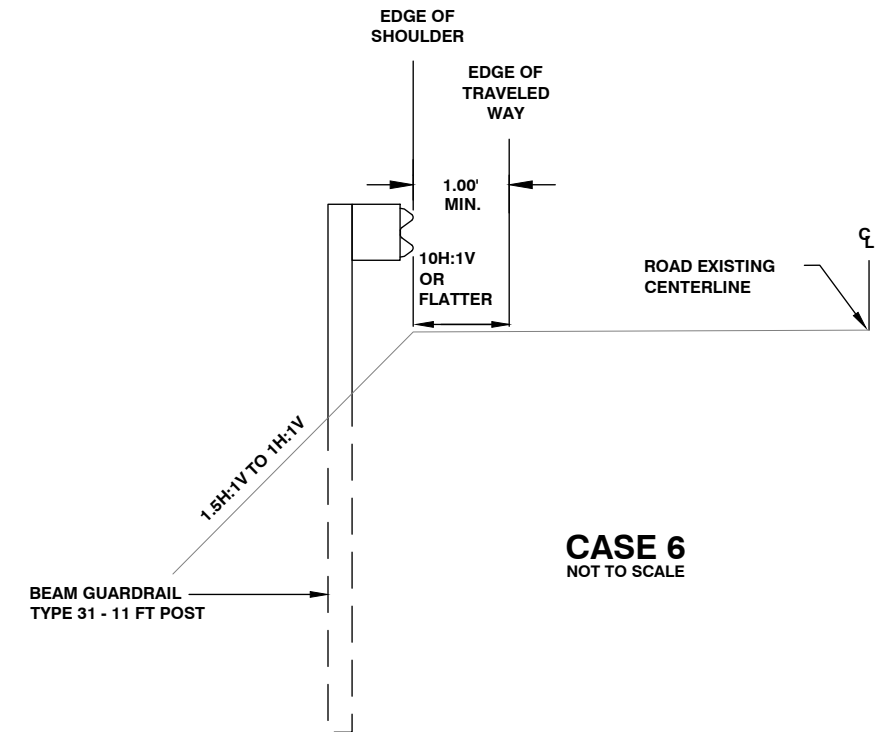 EDGE OF
SHOULDER
EDGE OF
TRAVELED
WAY
1.00'
MIN.
10H:1V
OR
FLATTER
ROAD EXISTING
CENTERLINE
CL
1.5H:1V TO 1H:1V
CASE 6
NOT TO SCALE
BEAM GUARDRAIL
TYPE 31 - 11 FT POST